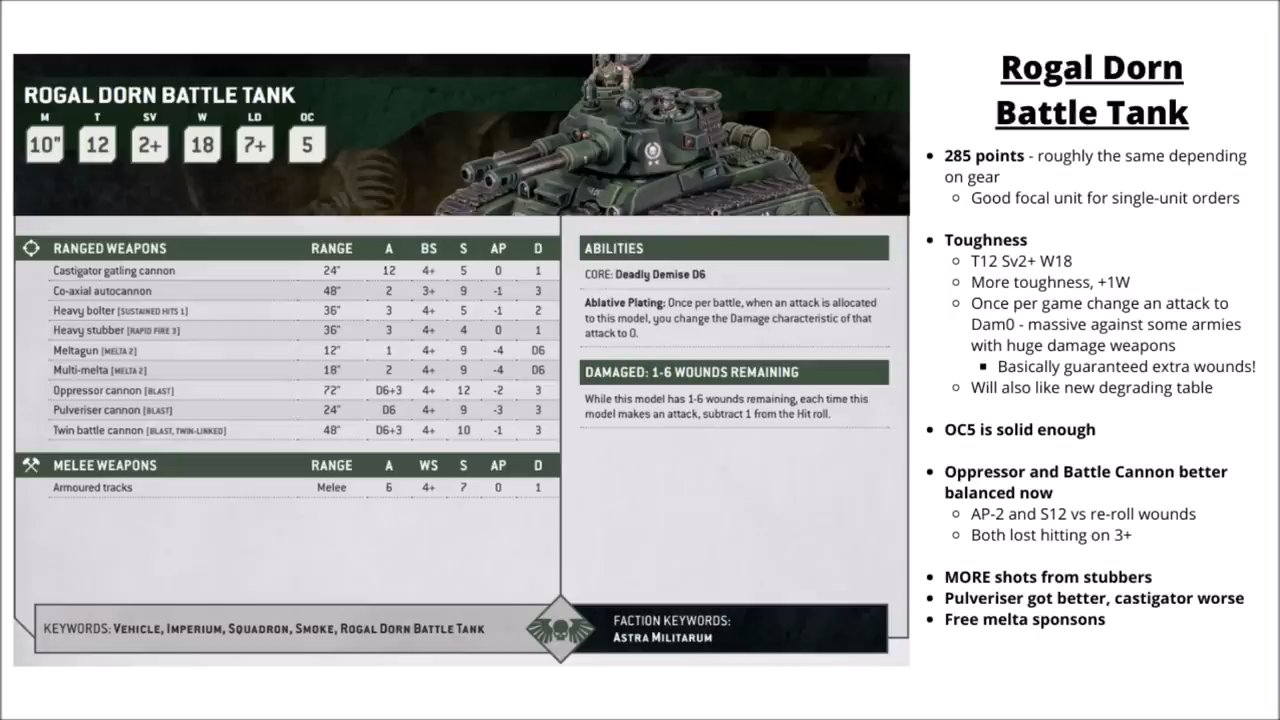 ROGAL DORN BATTLE TANK
M T SV W LD OC
10" 12 2+ 18 7+ 5
RANGED WEAPONS RANGE A BS S AP D
Castigator gatling cannon 24" 12 4+ 5 0 1
Co-axial autocannon 48" 2 3+ 9 -1 3
Heavy bolter [SUSTAINED HITS 1] 36" 3 4+ 5 -1 2
Heavy stubber [RAPID FIRE 3] 36" 3 4+ 4 0 1
Meltagun [MELTA 2] 12" 1 4+ 9 -4 D6
Multi-melta [MELTA 2] 18" 2 4+ 9 -4 D6
Oppressor cannon [BLAST] 72" D6+3 4+ 12 -2 3
Pulveriser cannon [BLAST] 24" D6 4+ 9 -3 3
Twin battle cannon [BLAST, TWIN-LINKED] 48" D6+3 4+ 10 -1 3
MELEE WEAPONS RANGE A WS S AP D
Armoured tracks Melee 6 4+ 7 0 1
ABILITIES
CORE: Deadly Demise D6
Ablative Plating: Once per battle, when an attack is allocated
to this model, you change the Damage characteristic of that
attack to 0.
DAMAGED: 1-6 WOUNDS REMAINING
While this model has 1-6 wounds remaining, each time this
model makes an attack, subtract 1 from the Hit roll.
KEYWORDS: VEHICLE, IMPERIUM, SQUADRON, SMOKE, ROGAL DORN BATTLE TANK
FACTION KEYWORDS:
ASTRA MILITARUM
Rogal Dorn
Battle Tank
• 285 points - roughly the same depending
on gear
◦ Good focal unit for single-unit orders
• Toughness
◦ T12 Sv2+ W18
◦ More toughness, +1W
◦ Once per game change an attack to
Dam0 - massive against some armies
with huge damage weapons
▪ Basically guaranteed extra wounds!
◦ Will also like new degrading table
• OC5 is solid enough
• Oppressor and Battle Cannon better
balanced now
◦ AP-2 and S12 vs re-roll wounds
◦ Both lost hitting on 3+
• MORE shots from stubbers
• Pulveriser got better, castigator worse
• Free melta sponsons